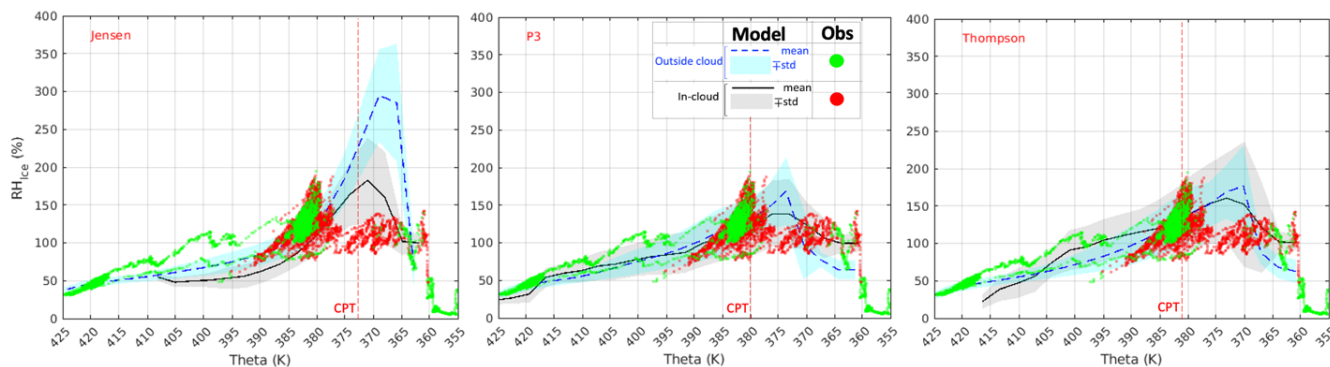 Jensen
400
350
300
250
200
150
100
50
0
RH_Ice (%)
425 420 415 410 405 400 395 390 385 380 375 370 365 360 355
Theta (K)
CPT
P3
400
350
300
250
200
150
100
50
0
425 420 415 410 405 400 395 390 385 380 375 370 365 360 355
Theta (K)
CPT
Model Obs
Outside cloud mean
∓std
In-cloud mean
∓std
Thompson
400
350
300
250
200
150
100
50
0
425 420 415 410 405 400 395 390 385 380 375 370 365 360 355
Theta (K)
CPT